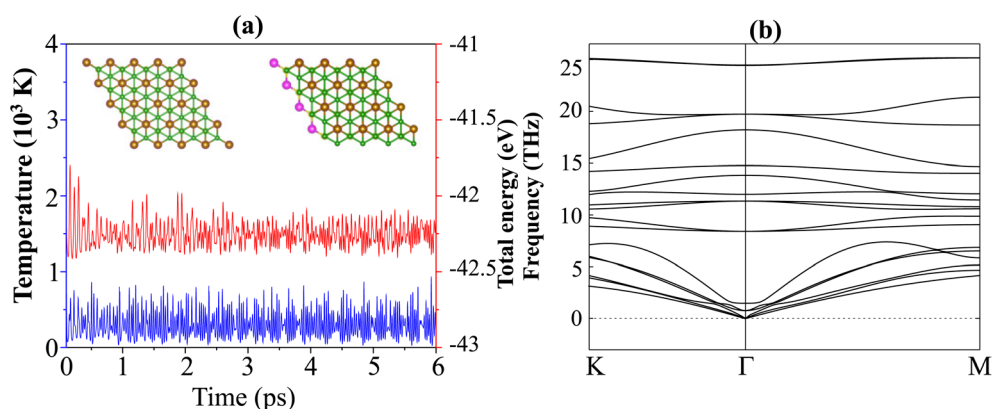 (a)
Temperature (10³ K)
4
3
2
1
0
0 1 2 3 4 5 6
Time (ps)
-41
-41.5
-42
-42.5
-43
Total energy (eV)
(b)
Frequency (THz)
25
20
15
10
5
0
K Γ M